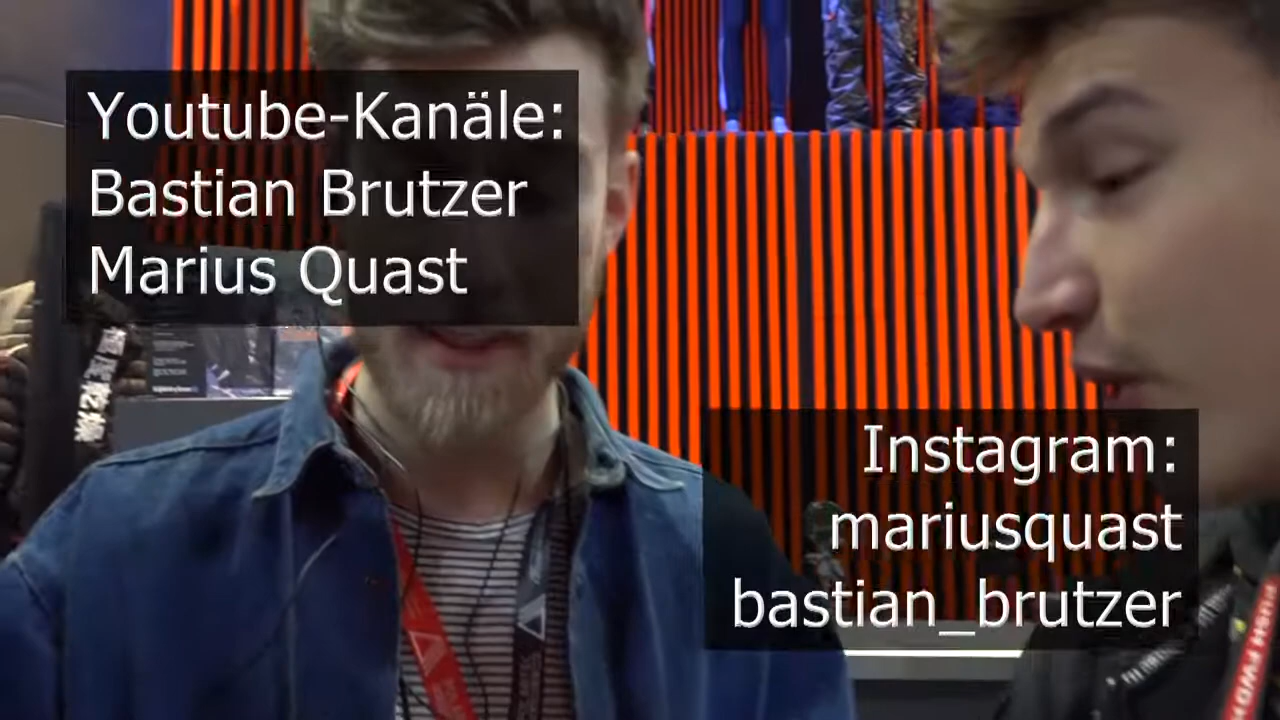 Youtube-Kanäle:
Bastian Brutzer
Marius Quast
Instagram:
mariusquast
bastian_brutzer